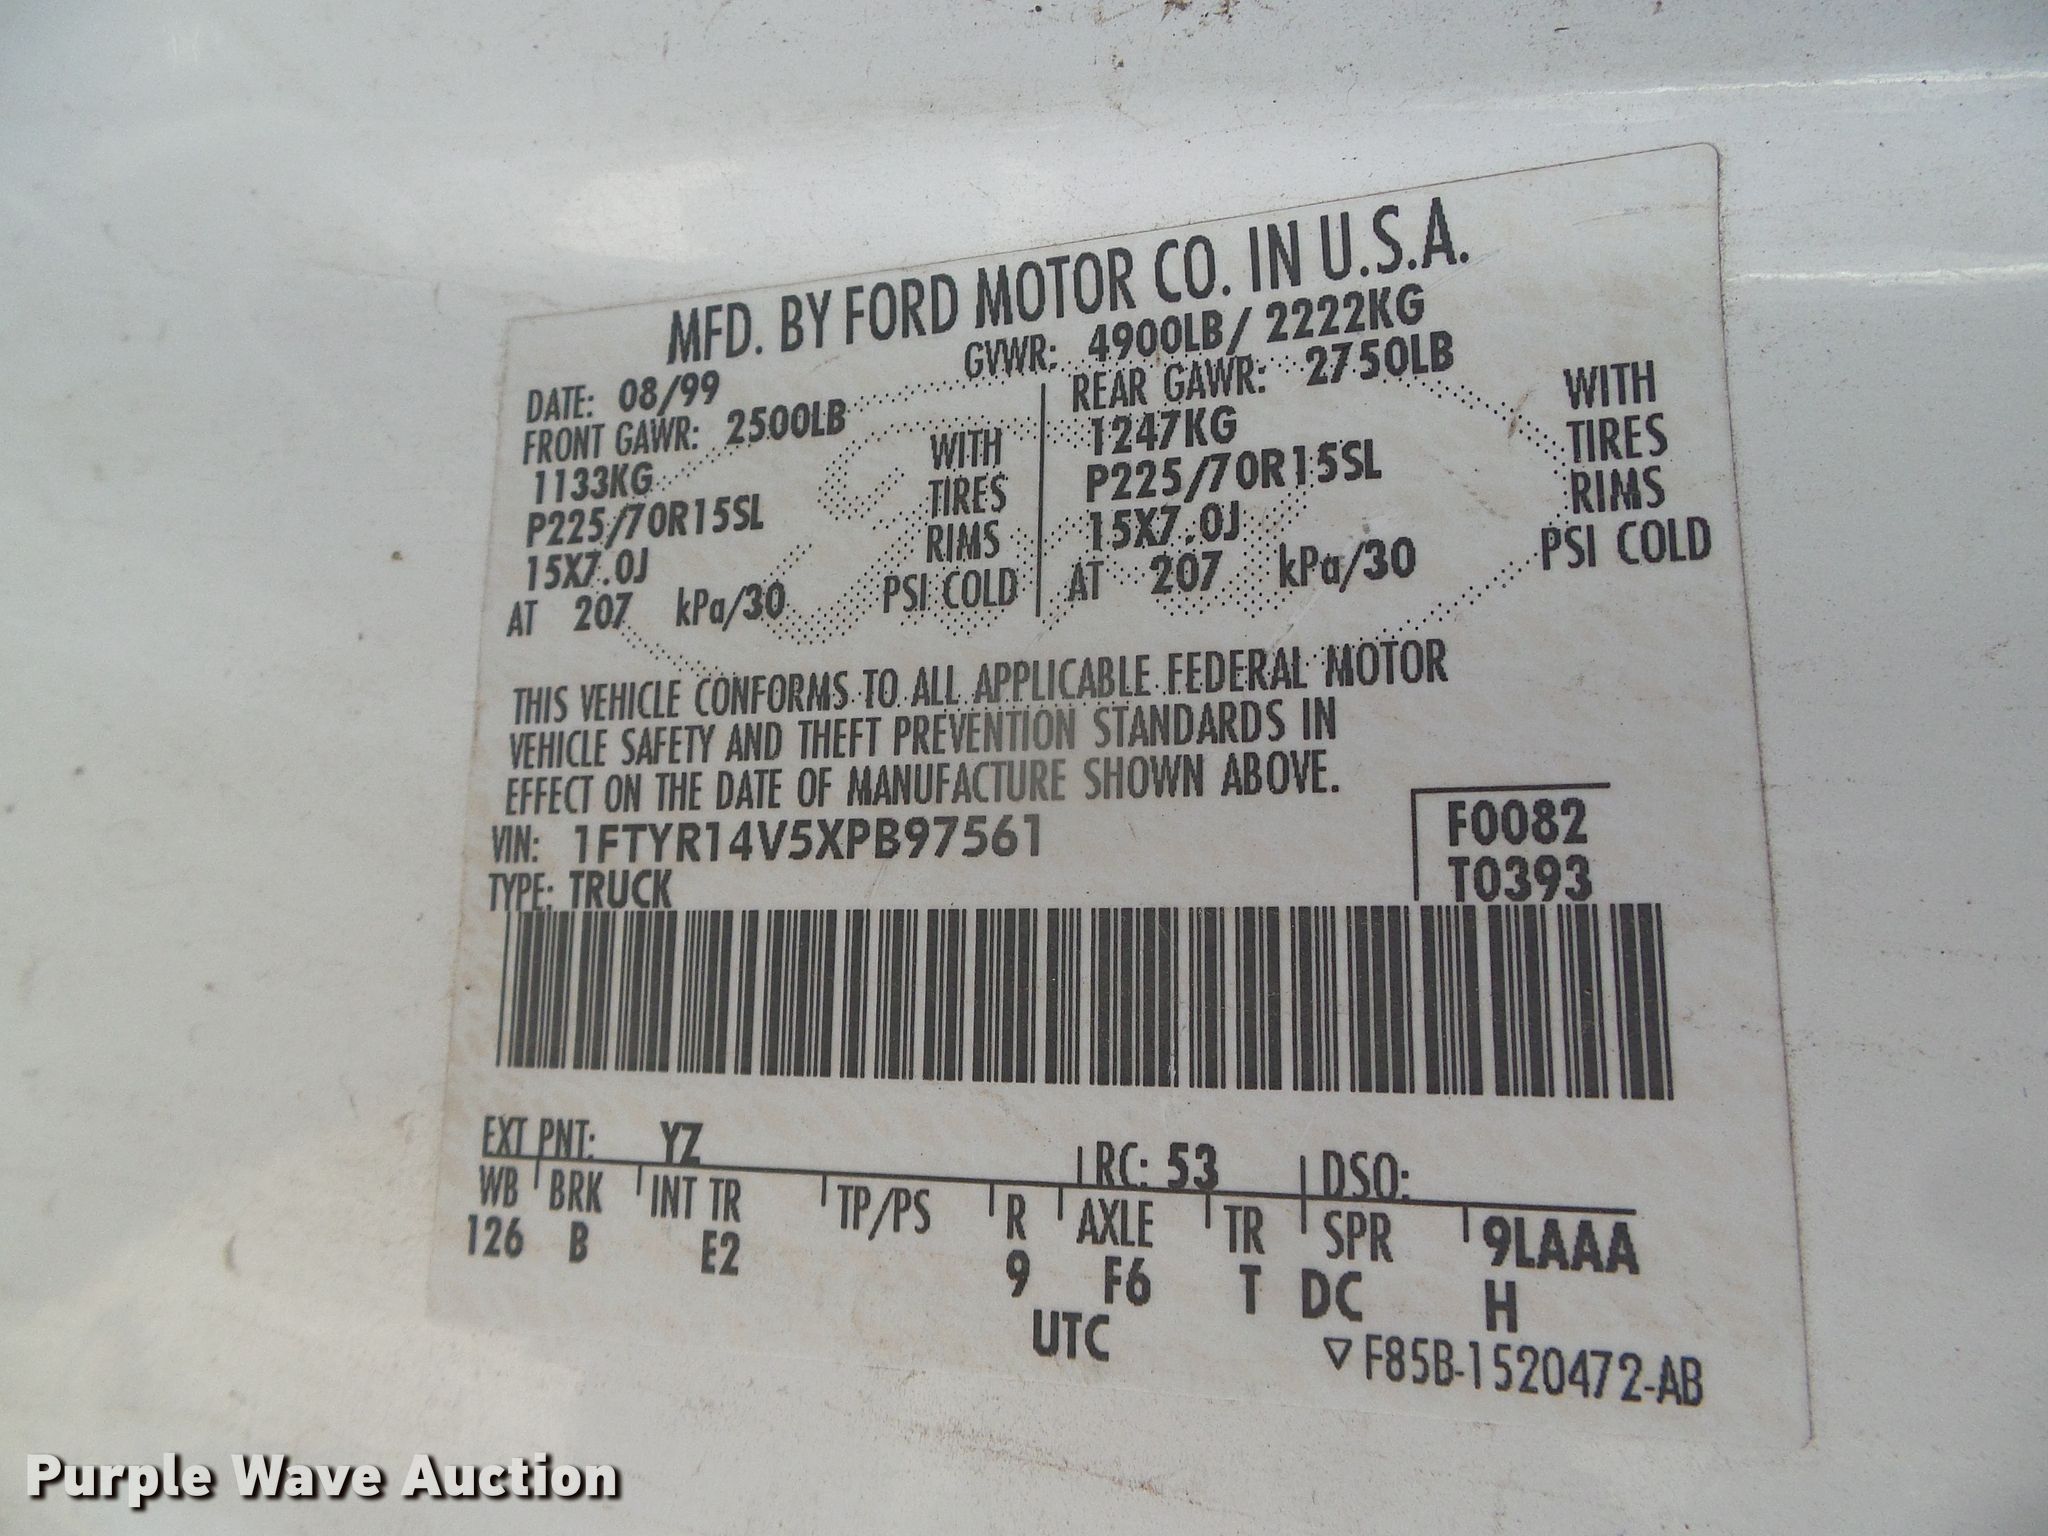 MFD. BY FORD MOTOR CO. IN U.S.A.
DATE: 08/99 GVWR: 4900LB/ 2222KG
FRONT GAWR: 2500LB REAR GAWR: 2750LB
1133KG WITH 1247KG WITH
P225/70R15SL TIRES P225/70R15SL TIRES
15X7.0J RIMS 15X7.0J RIMS
AT 207 kPa/30 PSI COLD AT 207 kPa/30 PSI COLD
THIS VEHICLE CONFORMS TO ALL APPLICABLE FEDERAL MOTOR
VEHICLE SAFETY AND THEFT PREVENTION STANDARDS IN
EFFECT ON THE DATE OF MANUFACTURE SHOWN ABOVE.
VIN: 1FTYR14V5XPB97561 F0082
TYPE: TRUCK T0393
EXT PNT: YZ RC: 53 DSO:
WB BRK INT TR TP/PS R AXLE TR SPR 9LAAA
126 B E2 9 F6 T DC H
UTC
▽ F85B-1520472-AB
Purple Wave Auction